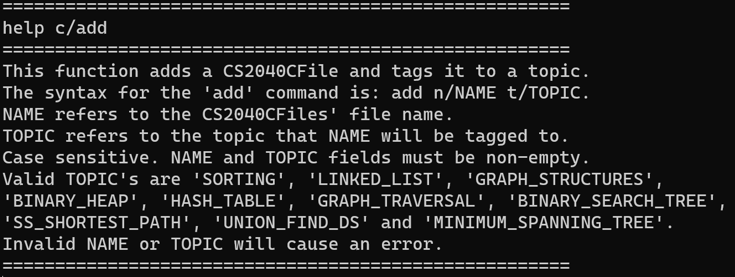 ======================================================
help c/add
======================================================
This function adds a CS2040CFile and tags it to a topic.
The syntax for the 'add' command is: add n/NAME t/TOPIC.
NAME refers to the CS2040CFiles' file name.
TOPIC refers to the topic that NAME will be tagged to.
Case sensitive. NAME and TOPIC fields must be non-empty.
Valid TOPIC's are 'SORTING', 'LINKED_LIST', 'GRAPH_STRUCTURES',
'BINARY_HEAP', 'HASH_TABLE', 'GRAPH_TRAVERSAL', 'BINARY_SEARCH_TREE',
'SS_SHORTEST_PATH', 'UNION_FIND_DS' and 'MINIMUM_SPANNING_TREE'.
Invalid NAME or TOPIC will cause an error.
======================================================